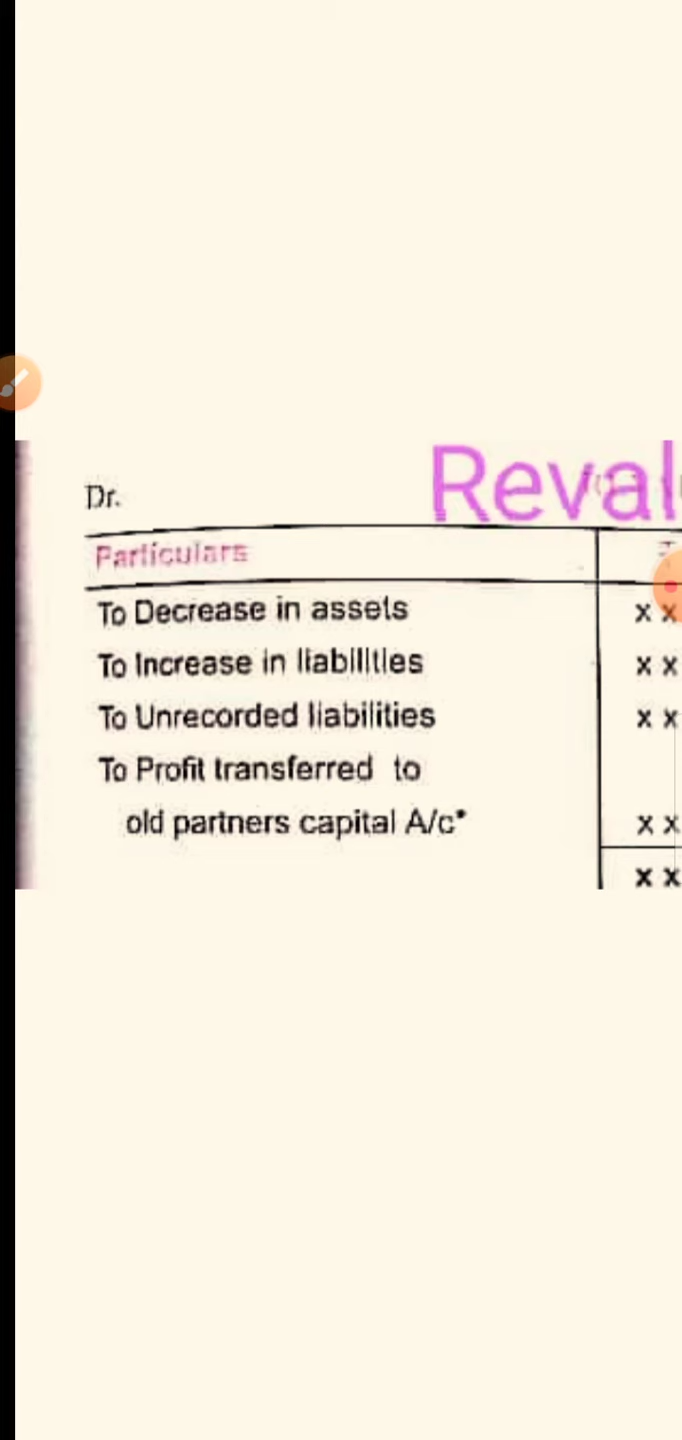 Reval
Dr.
Particulars
To Decrease in assets x x
To Increase in liabilities x x
To Unrecorded liabilities x x
To Profit transferred to
old partners capital A/c* x x
x x